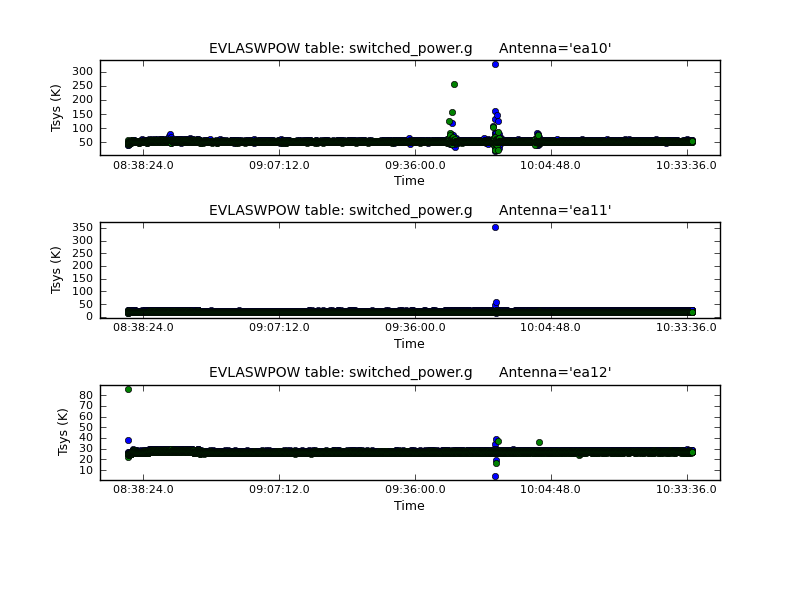 EVLASWPOW table: switched_power.g Antenna='ea10'
Tsys (K)
300
250
200
150
100
50
08:38:24.0 09:07:12.0 09:36:00.0 10:04:48.0 10:33:36.0
Time
EVLASWPOW table: switched_power.g Antenna='ea11'
Tsys (K)
350
300
250
200
150
100
50
0
08:38:24.0 09:07:12.0 09:36:00.0 10:04:48.0 10:33:36.0
Time
EVLASWPOW table: switched_power.g Antenna='ea12'
Tsys (K)
80
70
60
50
40
30
20
10
08:38:24.0 09:07:12.0 09:36:00.0 10:04:48.0 10:33:36.0
Time